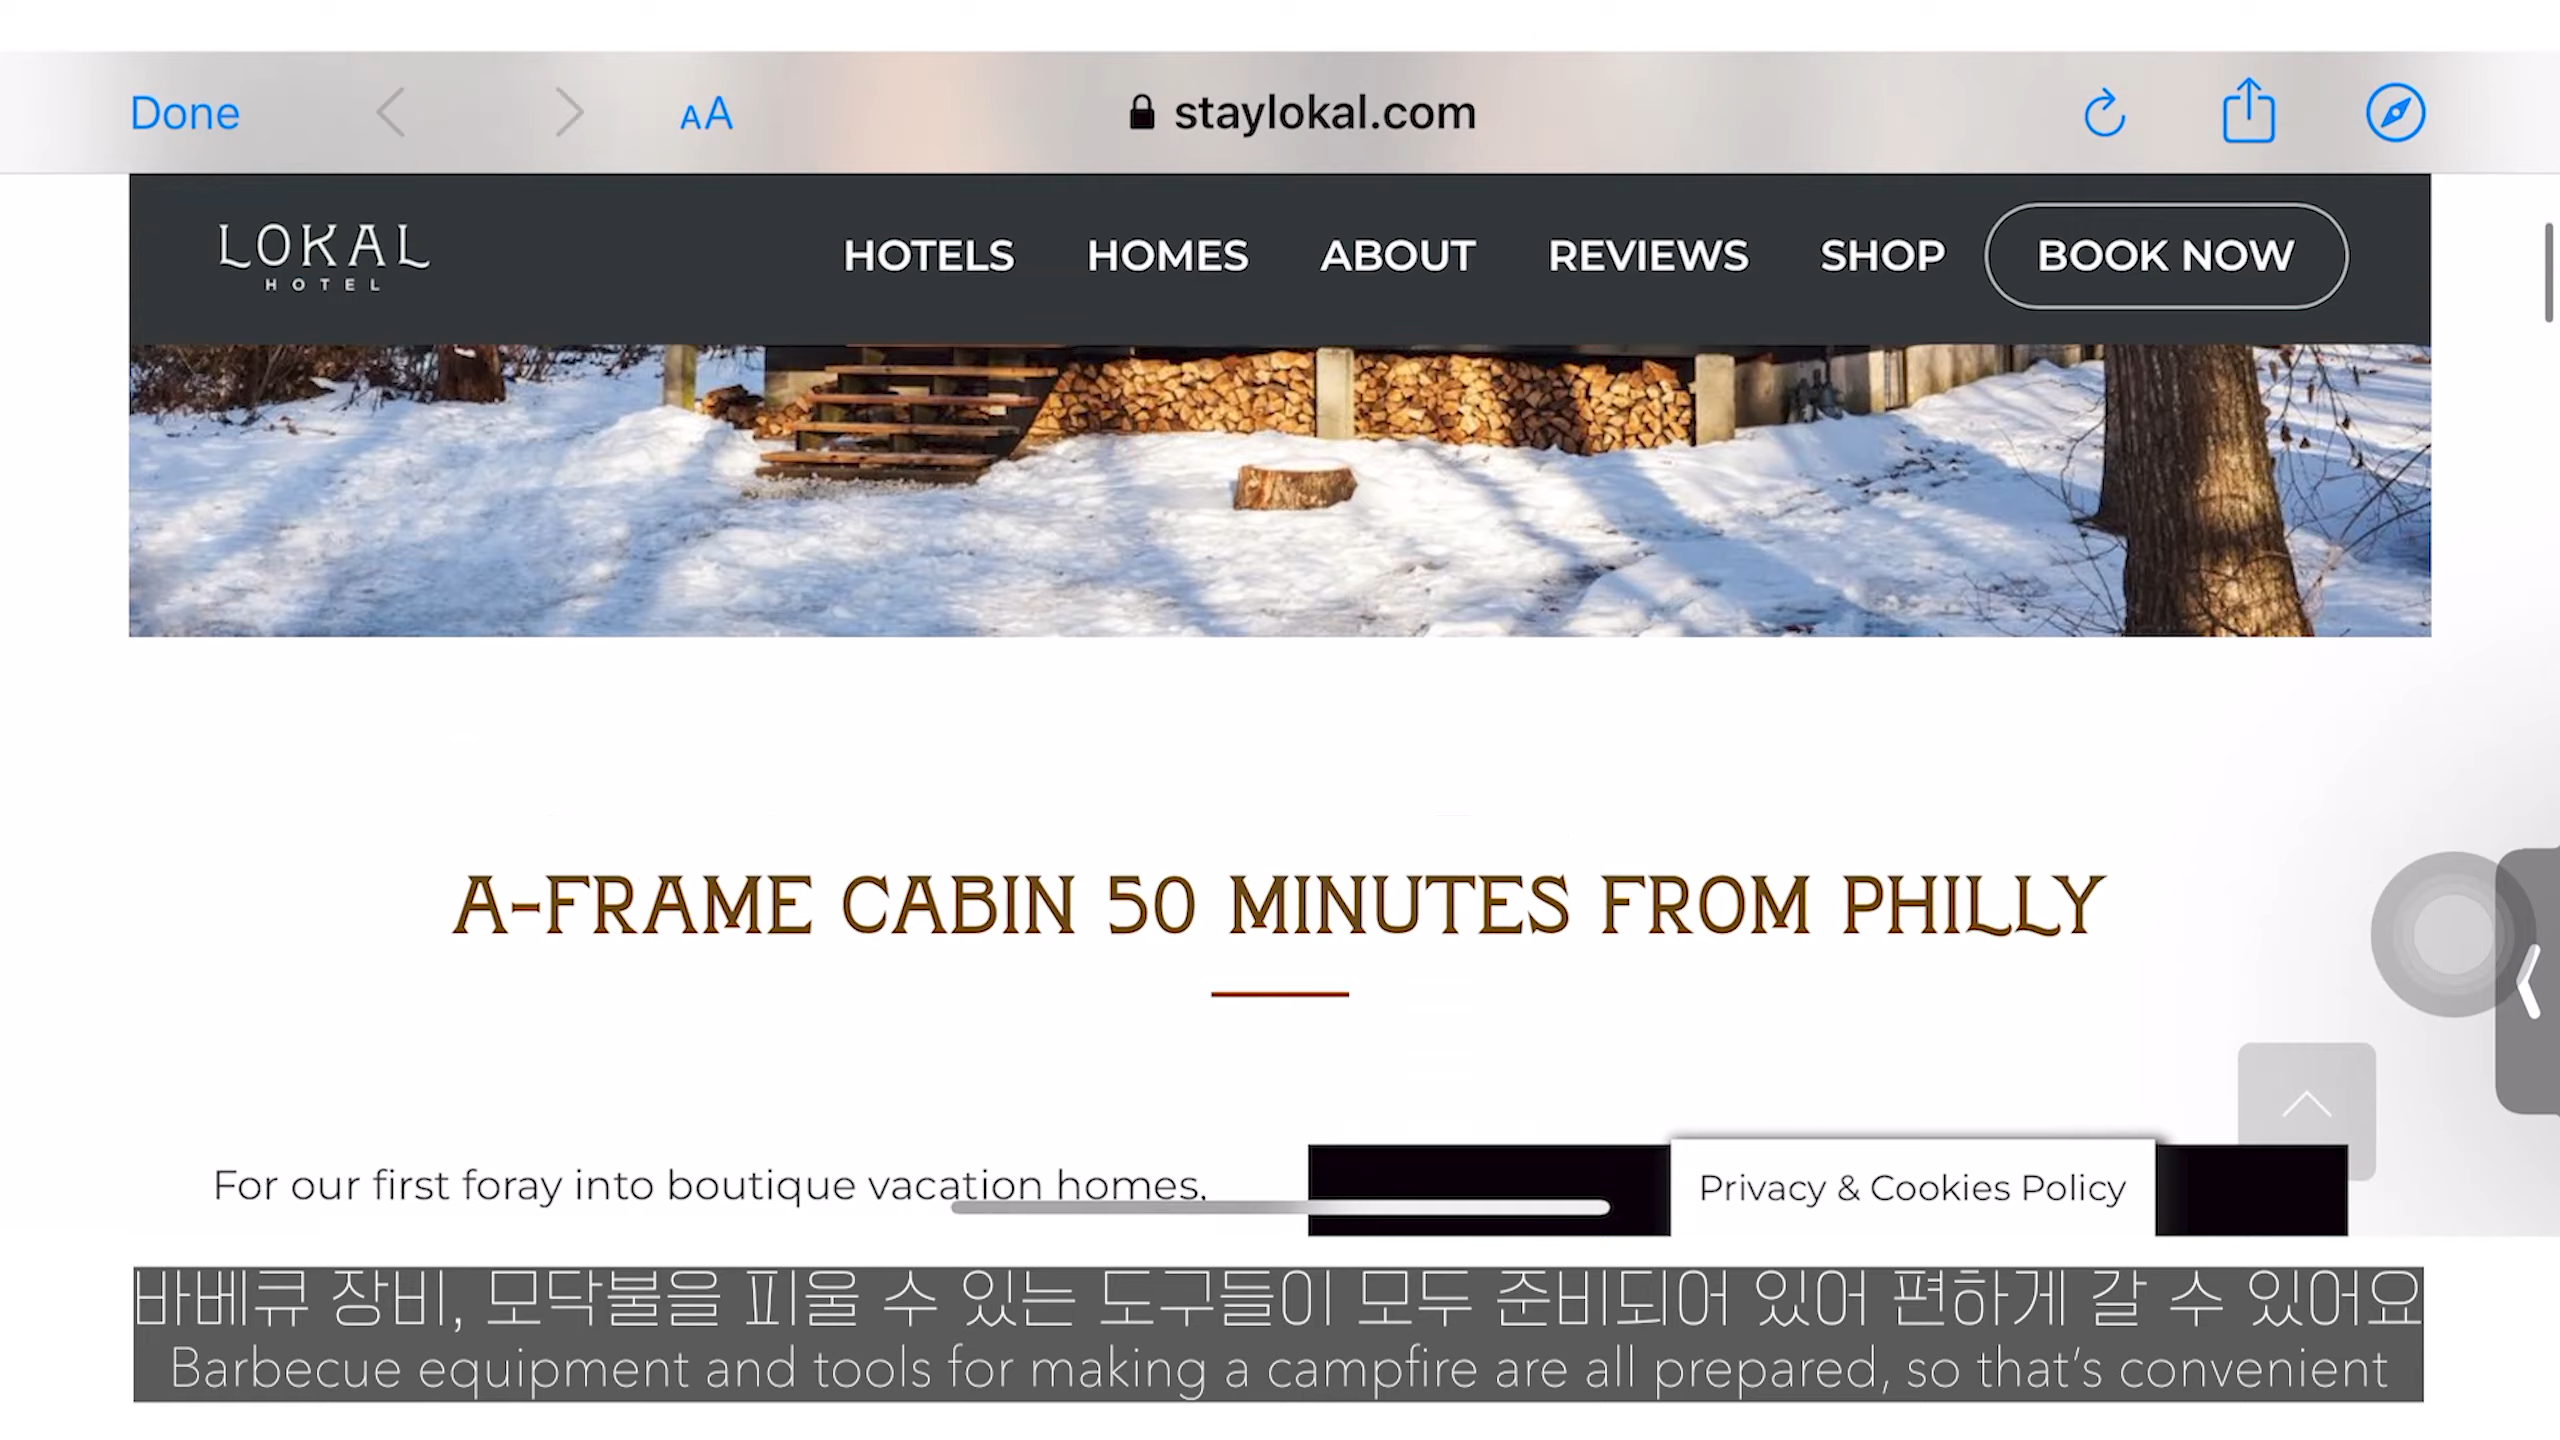 Done
AA
staylokal.com
LOKAL
HOTEL
HOTELS
HOMES
ABOUT
REVIEWS
SHOP
BOOK NOW
A-FRAME CABIN 50 MINUTES FROM PHILLY
For our first foray into boutique vacation homes,
Privacy & Cookies Policy
바베큐 장비, 모닥불을 피울 수 있는 도구들이 모두 준비되어 있어 편하게 갈 수 있어요
Barbecue equipment and tools for making a campfire are all prepared, so that's convenient